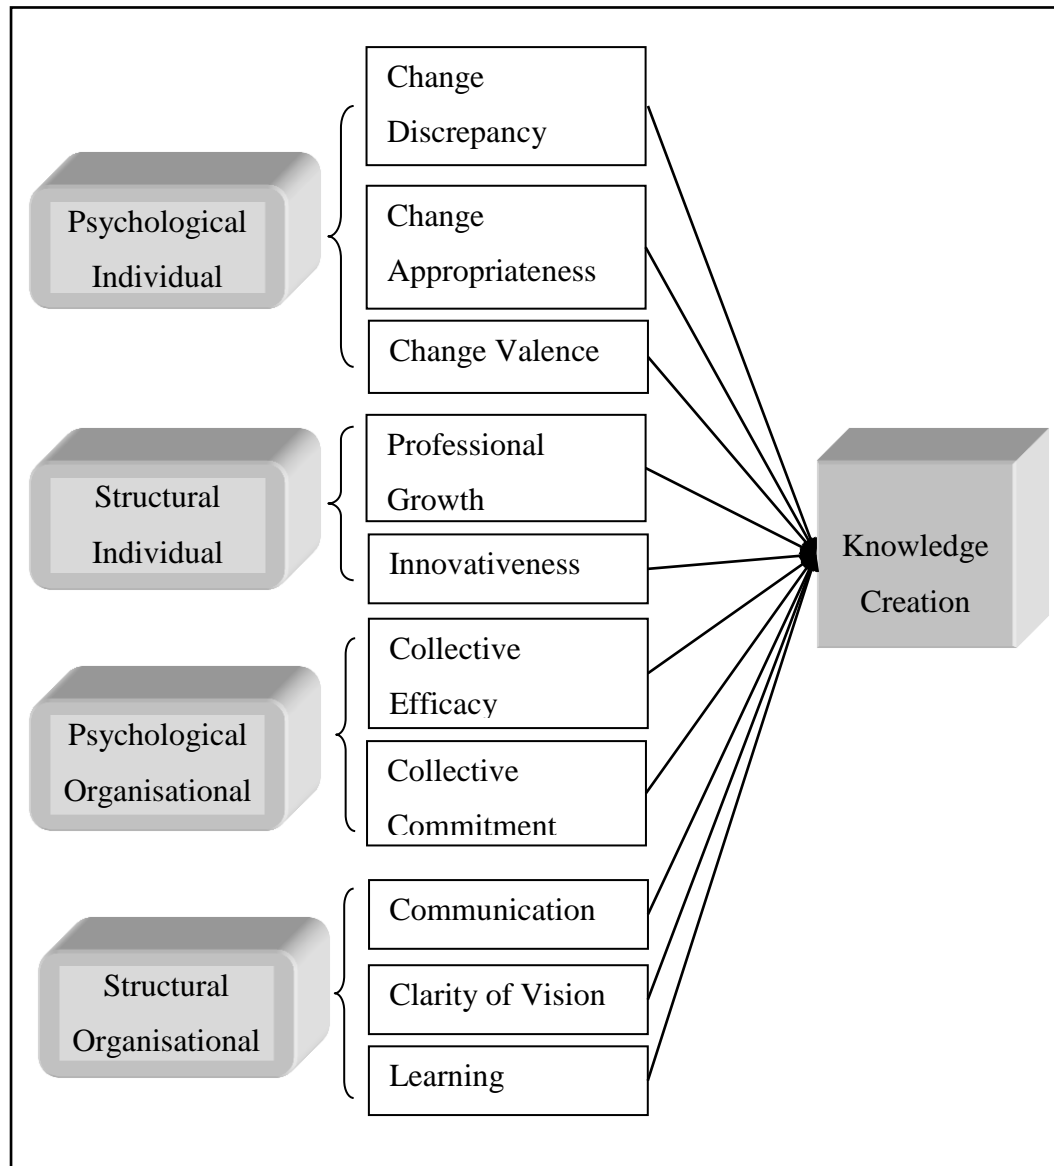 Change
Discrepancy
Psychological
Individual
Change
Appropriateness
Change Valence
Structural
Individual
Professional
Growth
Innovativeness
Knowledge
Creation
Psychological
Organisational
Collective
Efficacy
Collective
Commitment
Structural
Organisational
Communication
Clarity of Vision
Learning